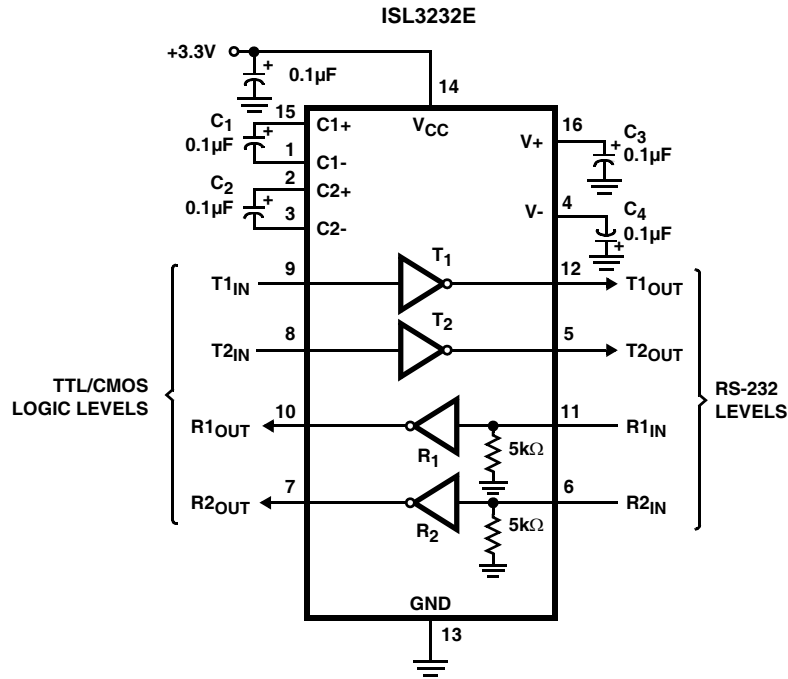 ISL3232E
+3.3V
0.1µF
14
15
C1
0.1µF
C1+
VCC
16
V+
C3
0.1µF
1
C1-
2
C2
0.1µF
C2+
3
C2-
4
V-
C4
0.1µF
T1
9
12
T1IN
T1OUT
T2
8
5
T2IN
T2OUT
TTL/CMOS
LOGIC LEVELS
RS-232
LEVELS
10
11
R1OUT
R1IN
R1
5kΩ
7
6
R2OUT
R2IN
R2
5kΩ
GND
13
+
+
+
+
+